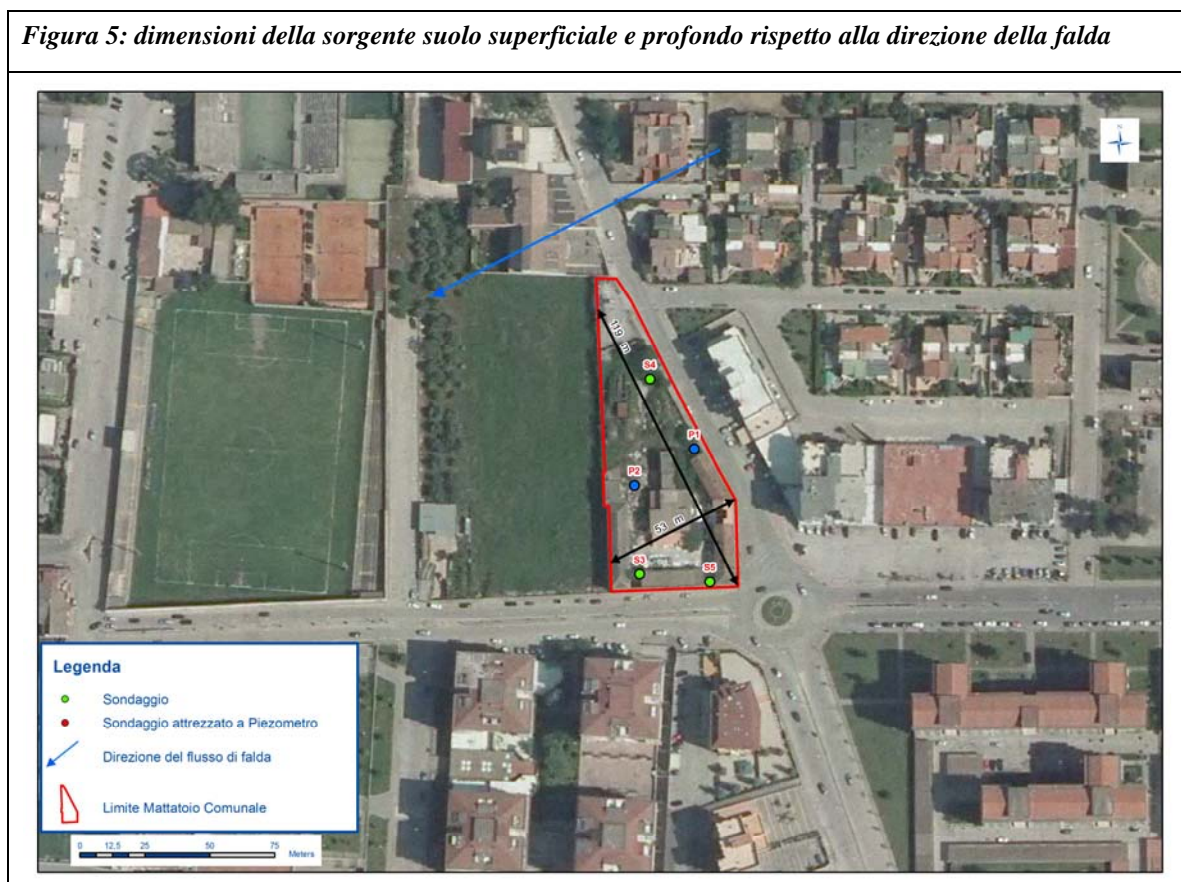 Figura 5: dimensioni della sorgente suolo superficiale e profondo rispetto alla direzione della falda
N
119 m
S4
P1
P2
53 m
S3
S5
Legenda
Sondaggio
Sondaggio attrezzato a Piezometro
Direzione del flusso di falda
Limite Mattatoio Comunale
0 12,5 25 50 75
Meters